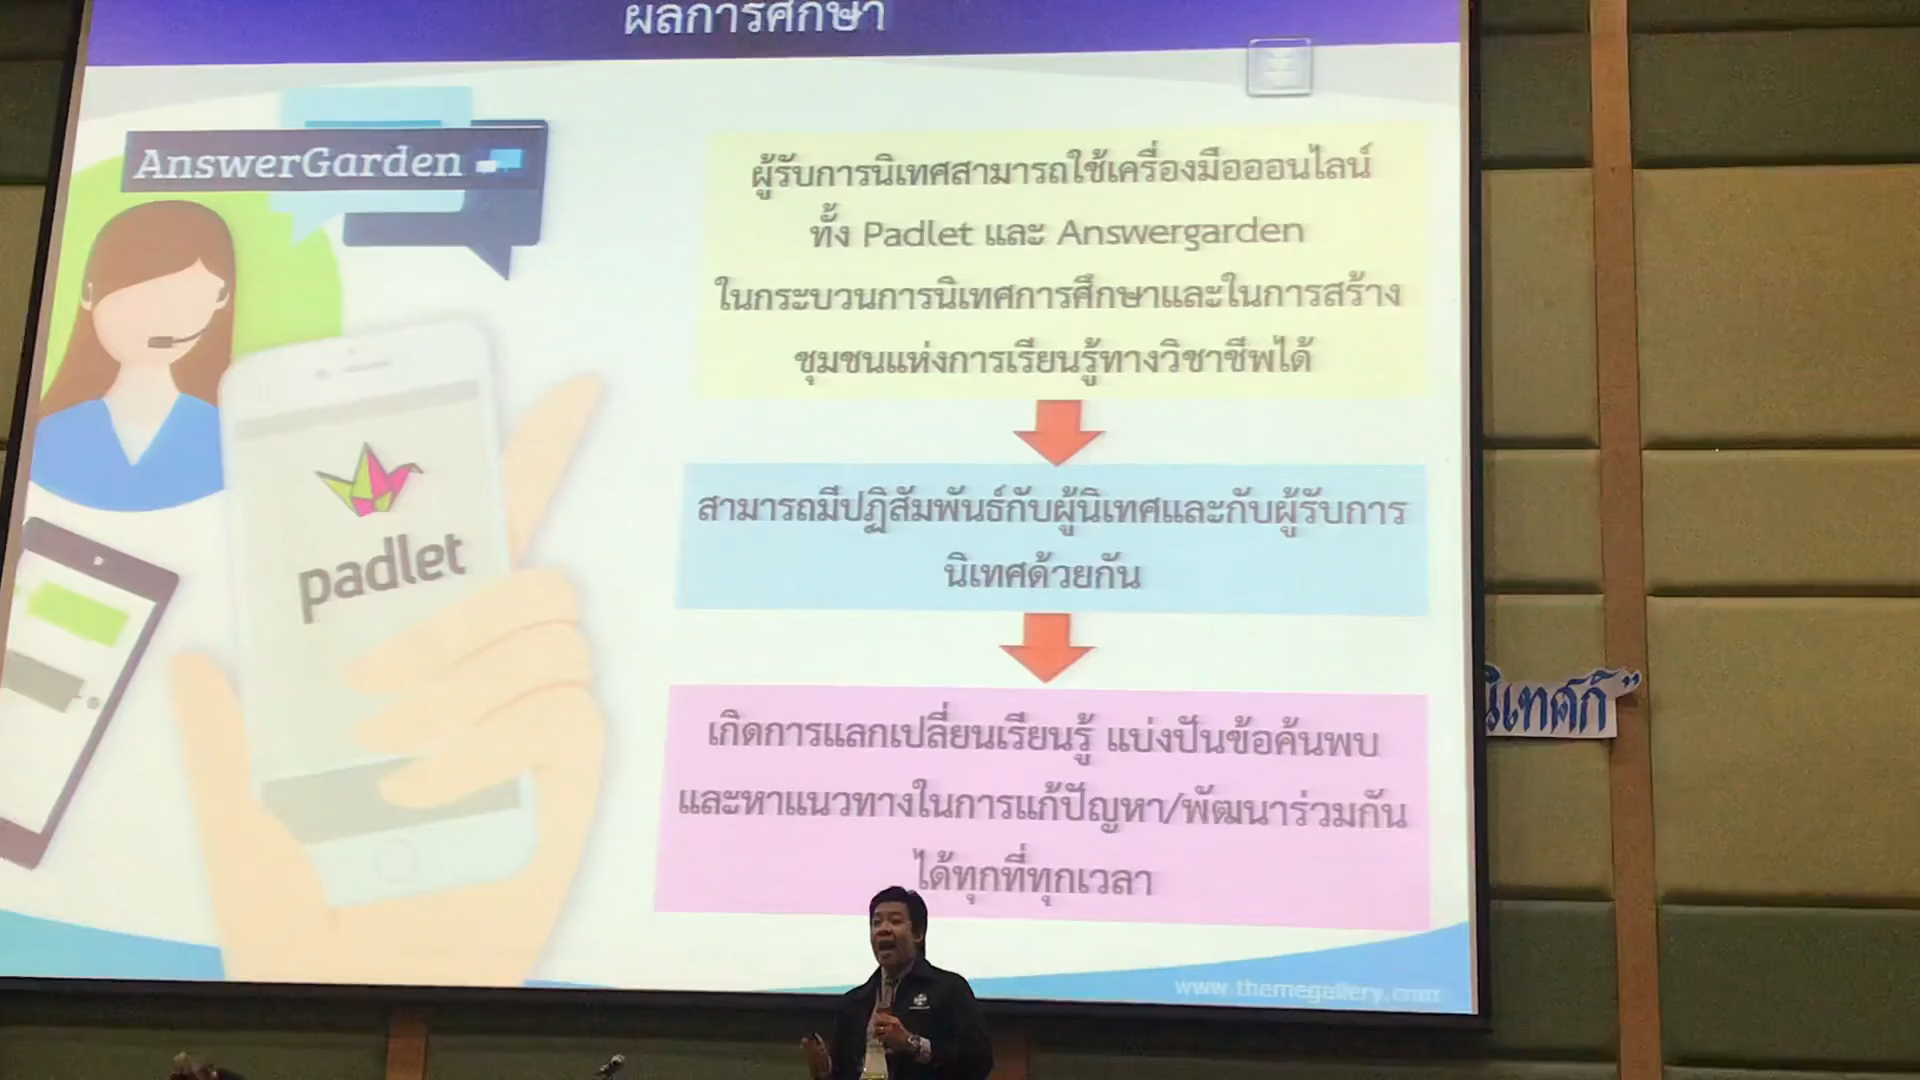 ผลการศึกษา
AnswerGarden
ผู้รับการนิเทศสามารถใช้เครื่องมือออนไลน์
ทั้ง Padlet และ Answergarden
ในกระบวนการนิเทศการศึกษาและในการสร้าง
ชุมชนแห่งการเรียนรู้ทางวิชาชีพได้
padlet
สามารถมีปฏิสัมพันธ์กับผู้นิเทศและกับผู้รับการ
นิเทศด้วยกัน
เกิดการแลกเปลี่ยนเรียนรู้ แบ่งปันข้อค้นพบ
และหาแนวทางในการแก้ปัญหา/พัฒนาร่วมกัน
ได้ทุกที่ทุกเวลา
www.themegallery.com